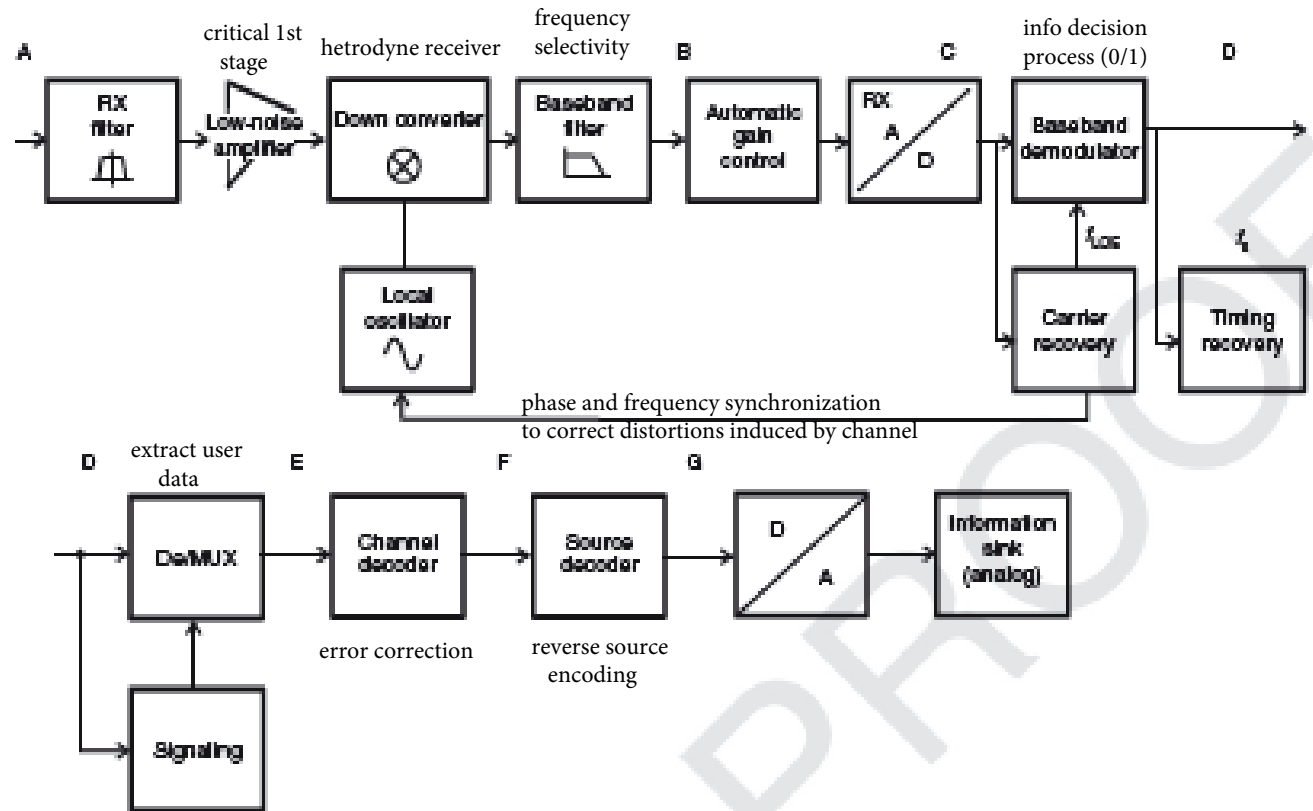 A
critical 1st
stage
hetrodyne receiver
frequency
selectivity
B
C
info decision
process (0/1)
D
RX
filter
Low-noise
amplifier
Down converter
Baseband
filter
Automatic
gain
control
RX
A
D
Baseband
demodulator
Local
oscillator
Carrier
recovery
Timing
recovery
phase and frequency synchronization
to correct distortions induced by channel
D
extract user
data
E
F
G
De/MUX
Channel
decoder
Source
decoder
D
A
Information
sink
(analog)
error correction
reverse source
encoding
Signaling
PROOF